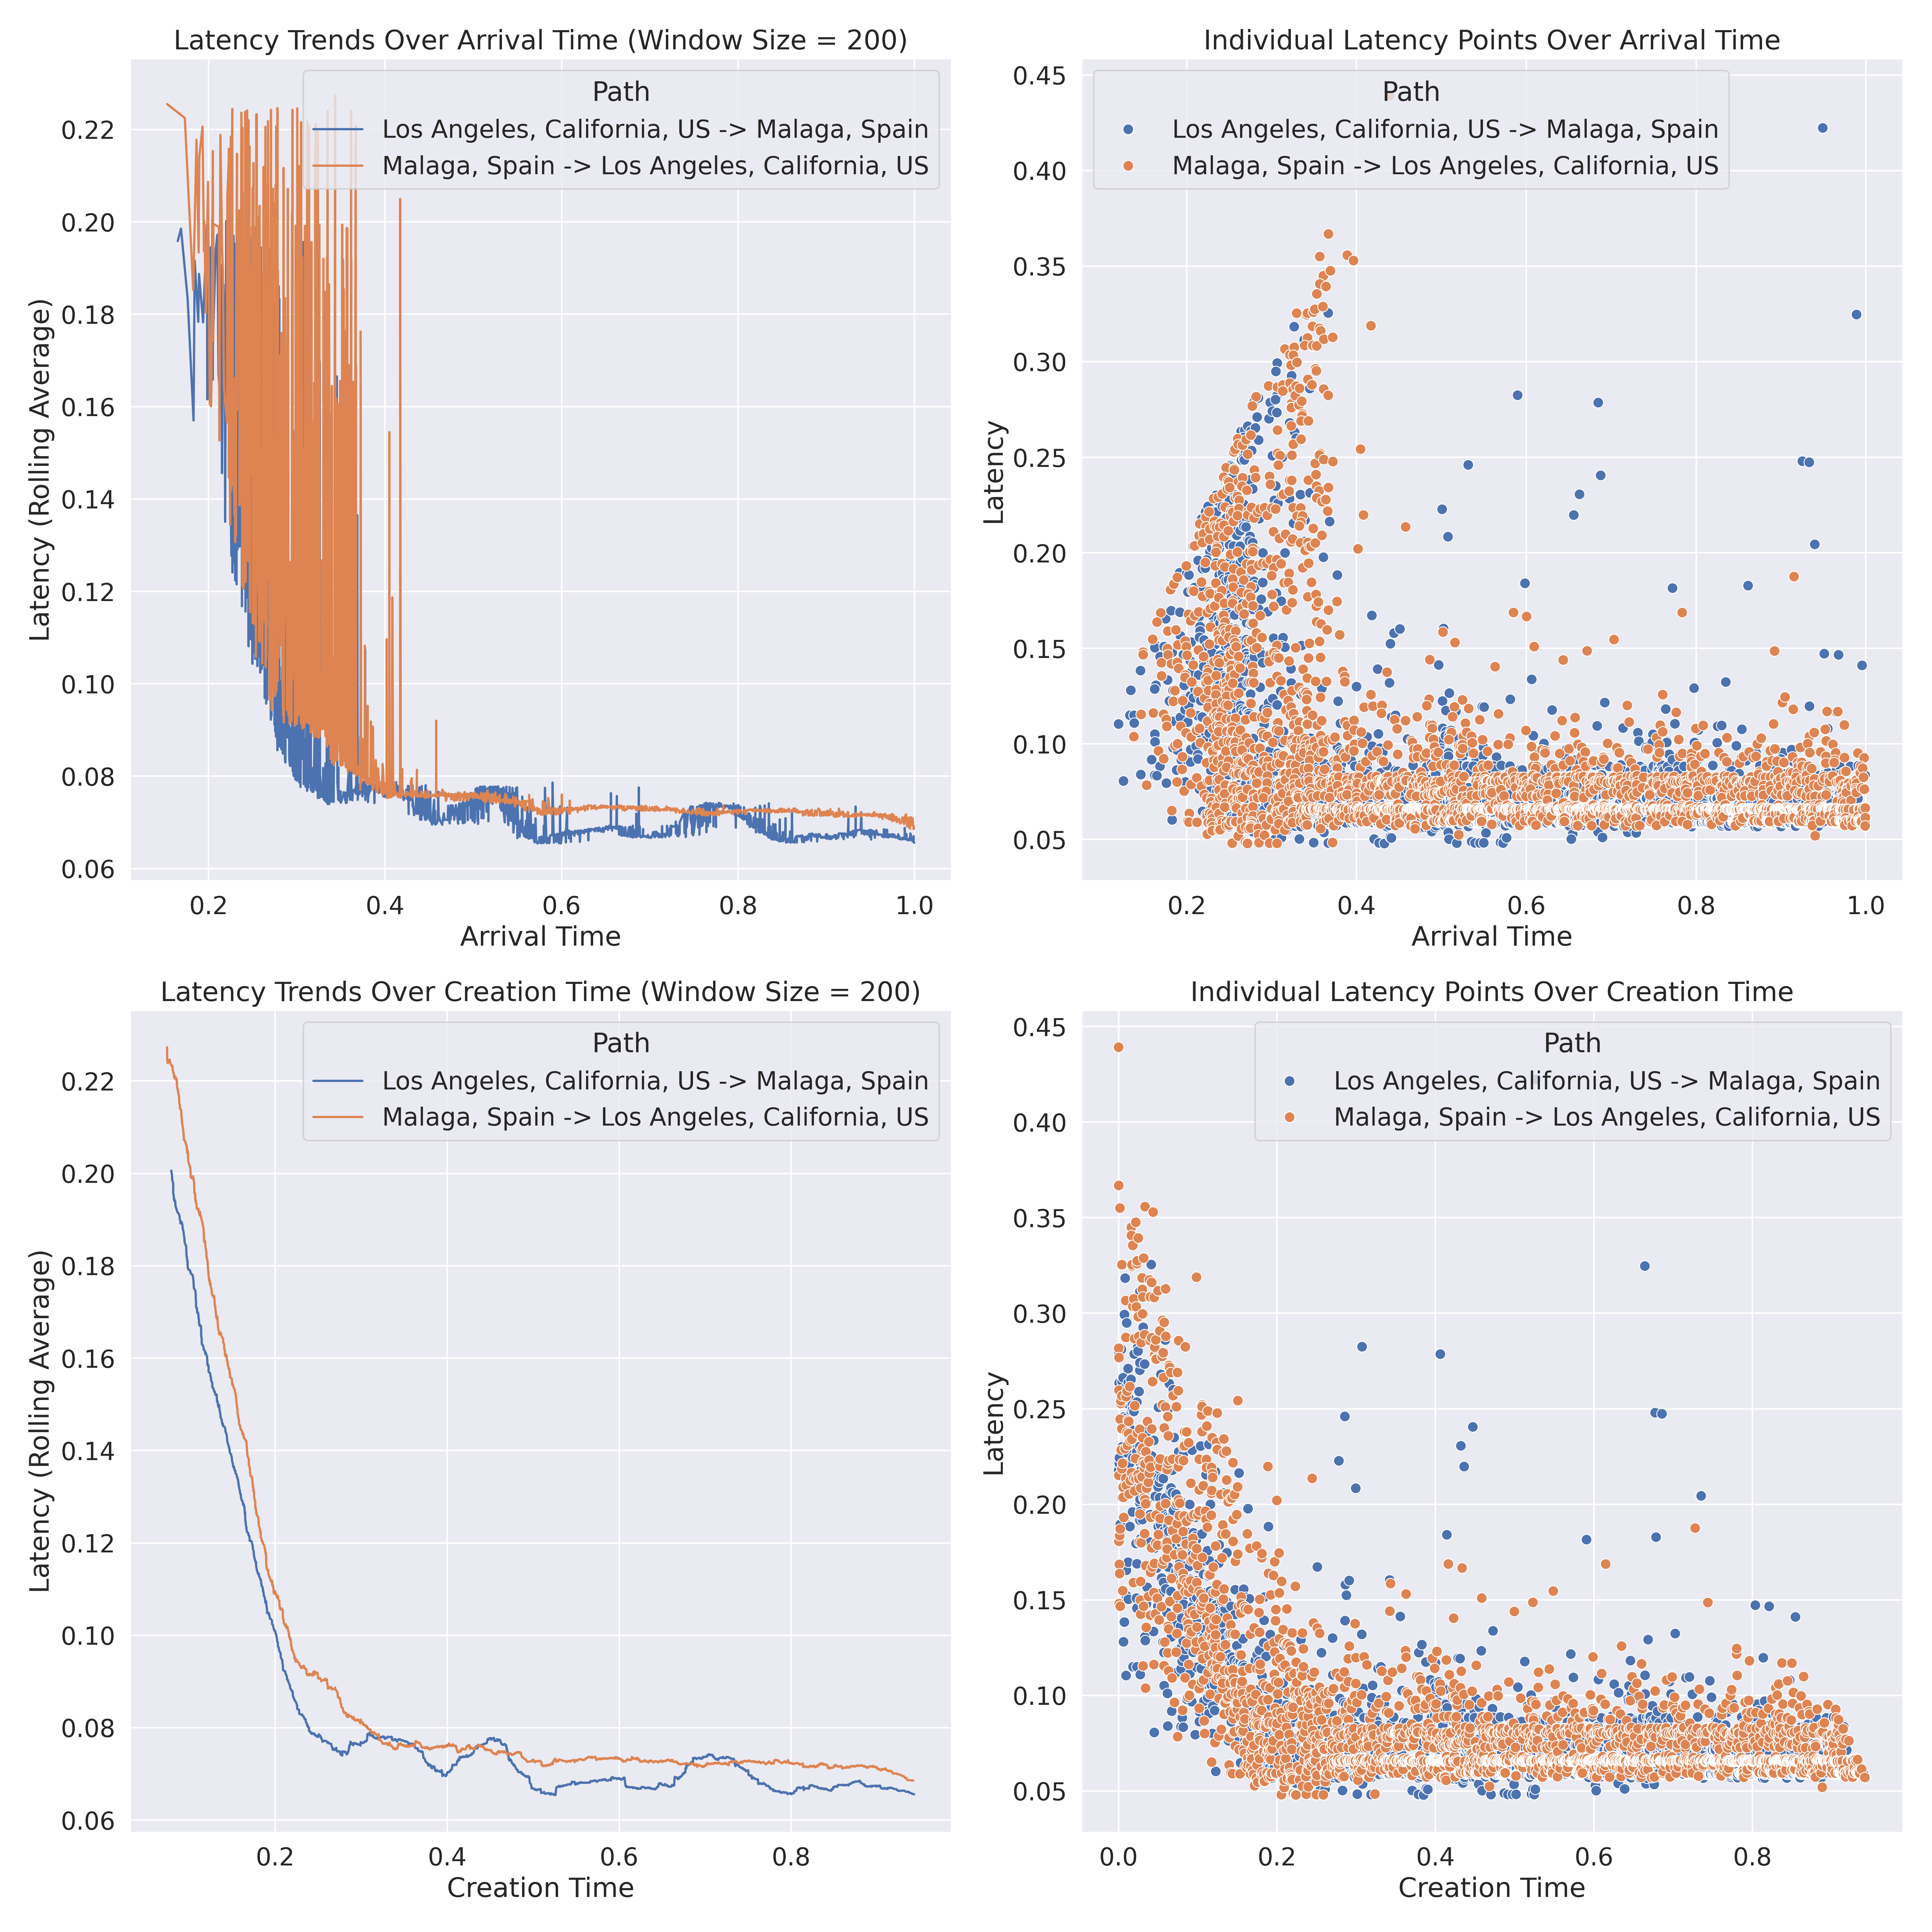 Latency Trends Over Arrival Time (Window Size = 200)
Path
Los Angeles, California, US -> Malaga, Spain
Malaga, Spain -> Los Angeles, California, US
Latency (Rolling Average)
0.22
0.20
0.18
0.16
0.14
0.12
0.10
0.08
0.06
0.2 0.4 0.6 0.8 1.0
Arrival Time
Individual Latency Points Over Arrival Time
Path
Los Angeles, California, US -> Malaga, Spain
Malaga, Spain -> Los Angeles, California, US
Latency
0.45
0.40
0.35
0.30
0.25
0.20
0.15
0.10
0.05
0.2 0.4 0.6 0.8 1.0
Arrival Time
Latency Trends Over Creation Time (Window Size = 200)
Path
Los Angeles, California, US -> Malaga, Spain
Malaga, Spain -> Los Angeles, California, US
Latency (Rolling Average)
0.22
0.20
0.18
0.16
0.14
0.12
0.10
0.08
0.06
0.2 0.4 0.6 0.8
Creation Time
Individual Latency Points Over Creation Time
Path
Los Angeles, California, US -> Malaga, Spain
Malaga, Spain -> Los Angeles, California, US
Latency
0.45
0.40
0.35
0.30
0.25
0.20
0.15
0.10
0.05
0.0 0.2 0.4 0.6 0.8
Creation Time